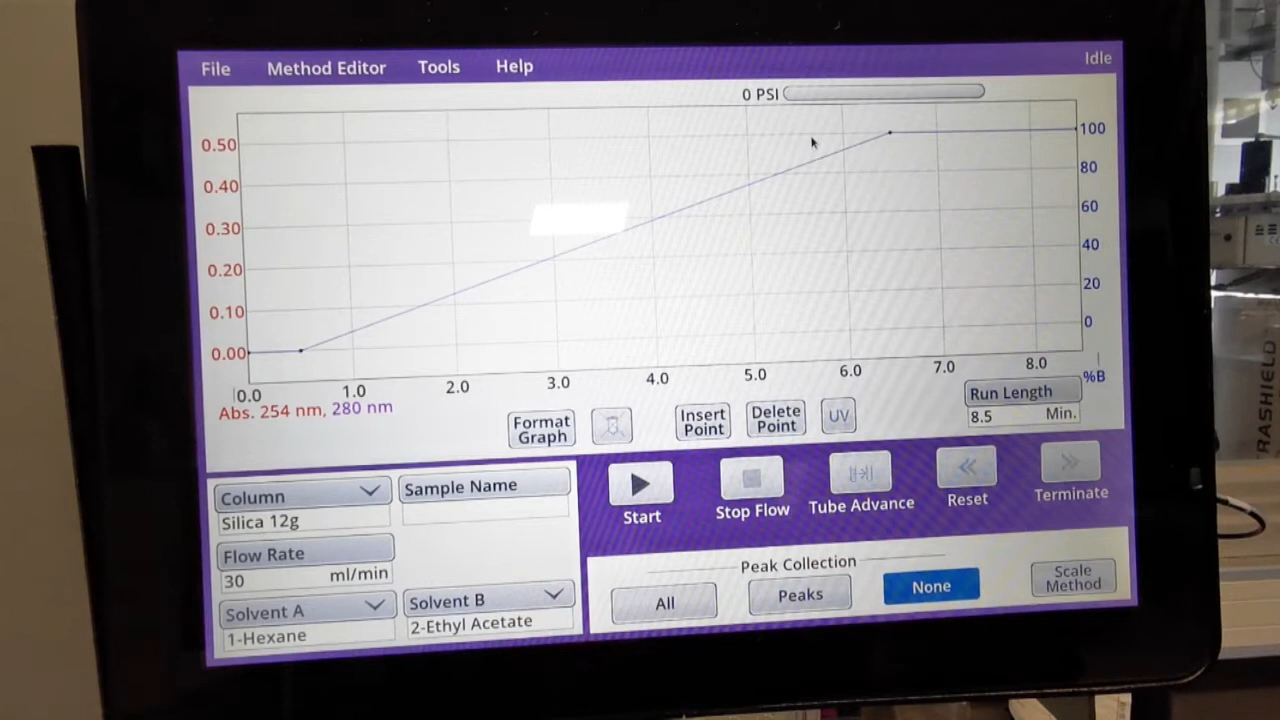 File Method Editor Tools Help Idle
0 PSI
0.50
0.40
0.30
0.20
0.10
0.00
100
80
60
40
20
0
%B
0.0 1.0 2.0 3.0 4.0 5.0 6.0 7.0 8.0
Abs. 254 nm, 280 nm
Format
Graph
Insert
Point
Delete
Point
UV
Run Length
8.5 Min.
Column
Silica 12g
Sample Name
Flow Rate
30 ml/min
Solvent A
1-Hexane
Solvent B
2-Ethyl Acetate
Start
Stop Flow
Tube Advance
Reset
Terminate
Peak Collection
All
Peaks
None
Scale
Method
RASHIELD